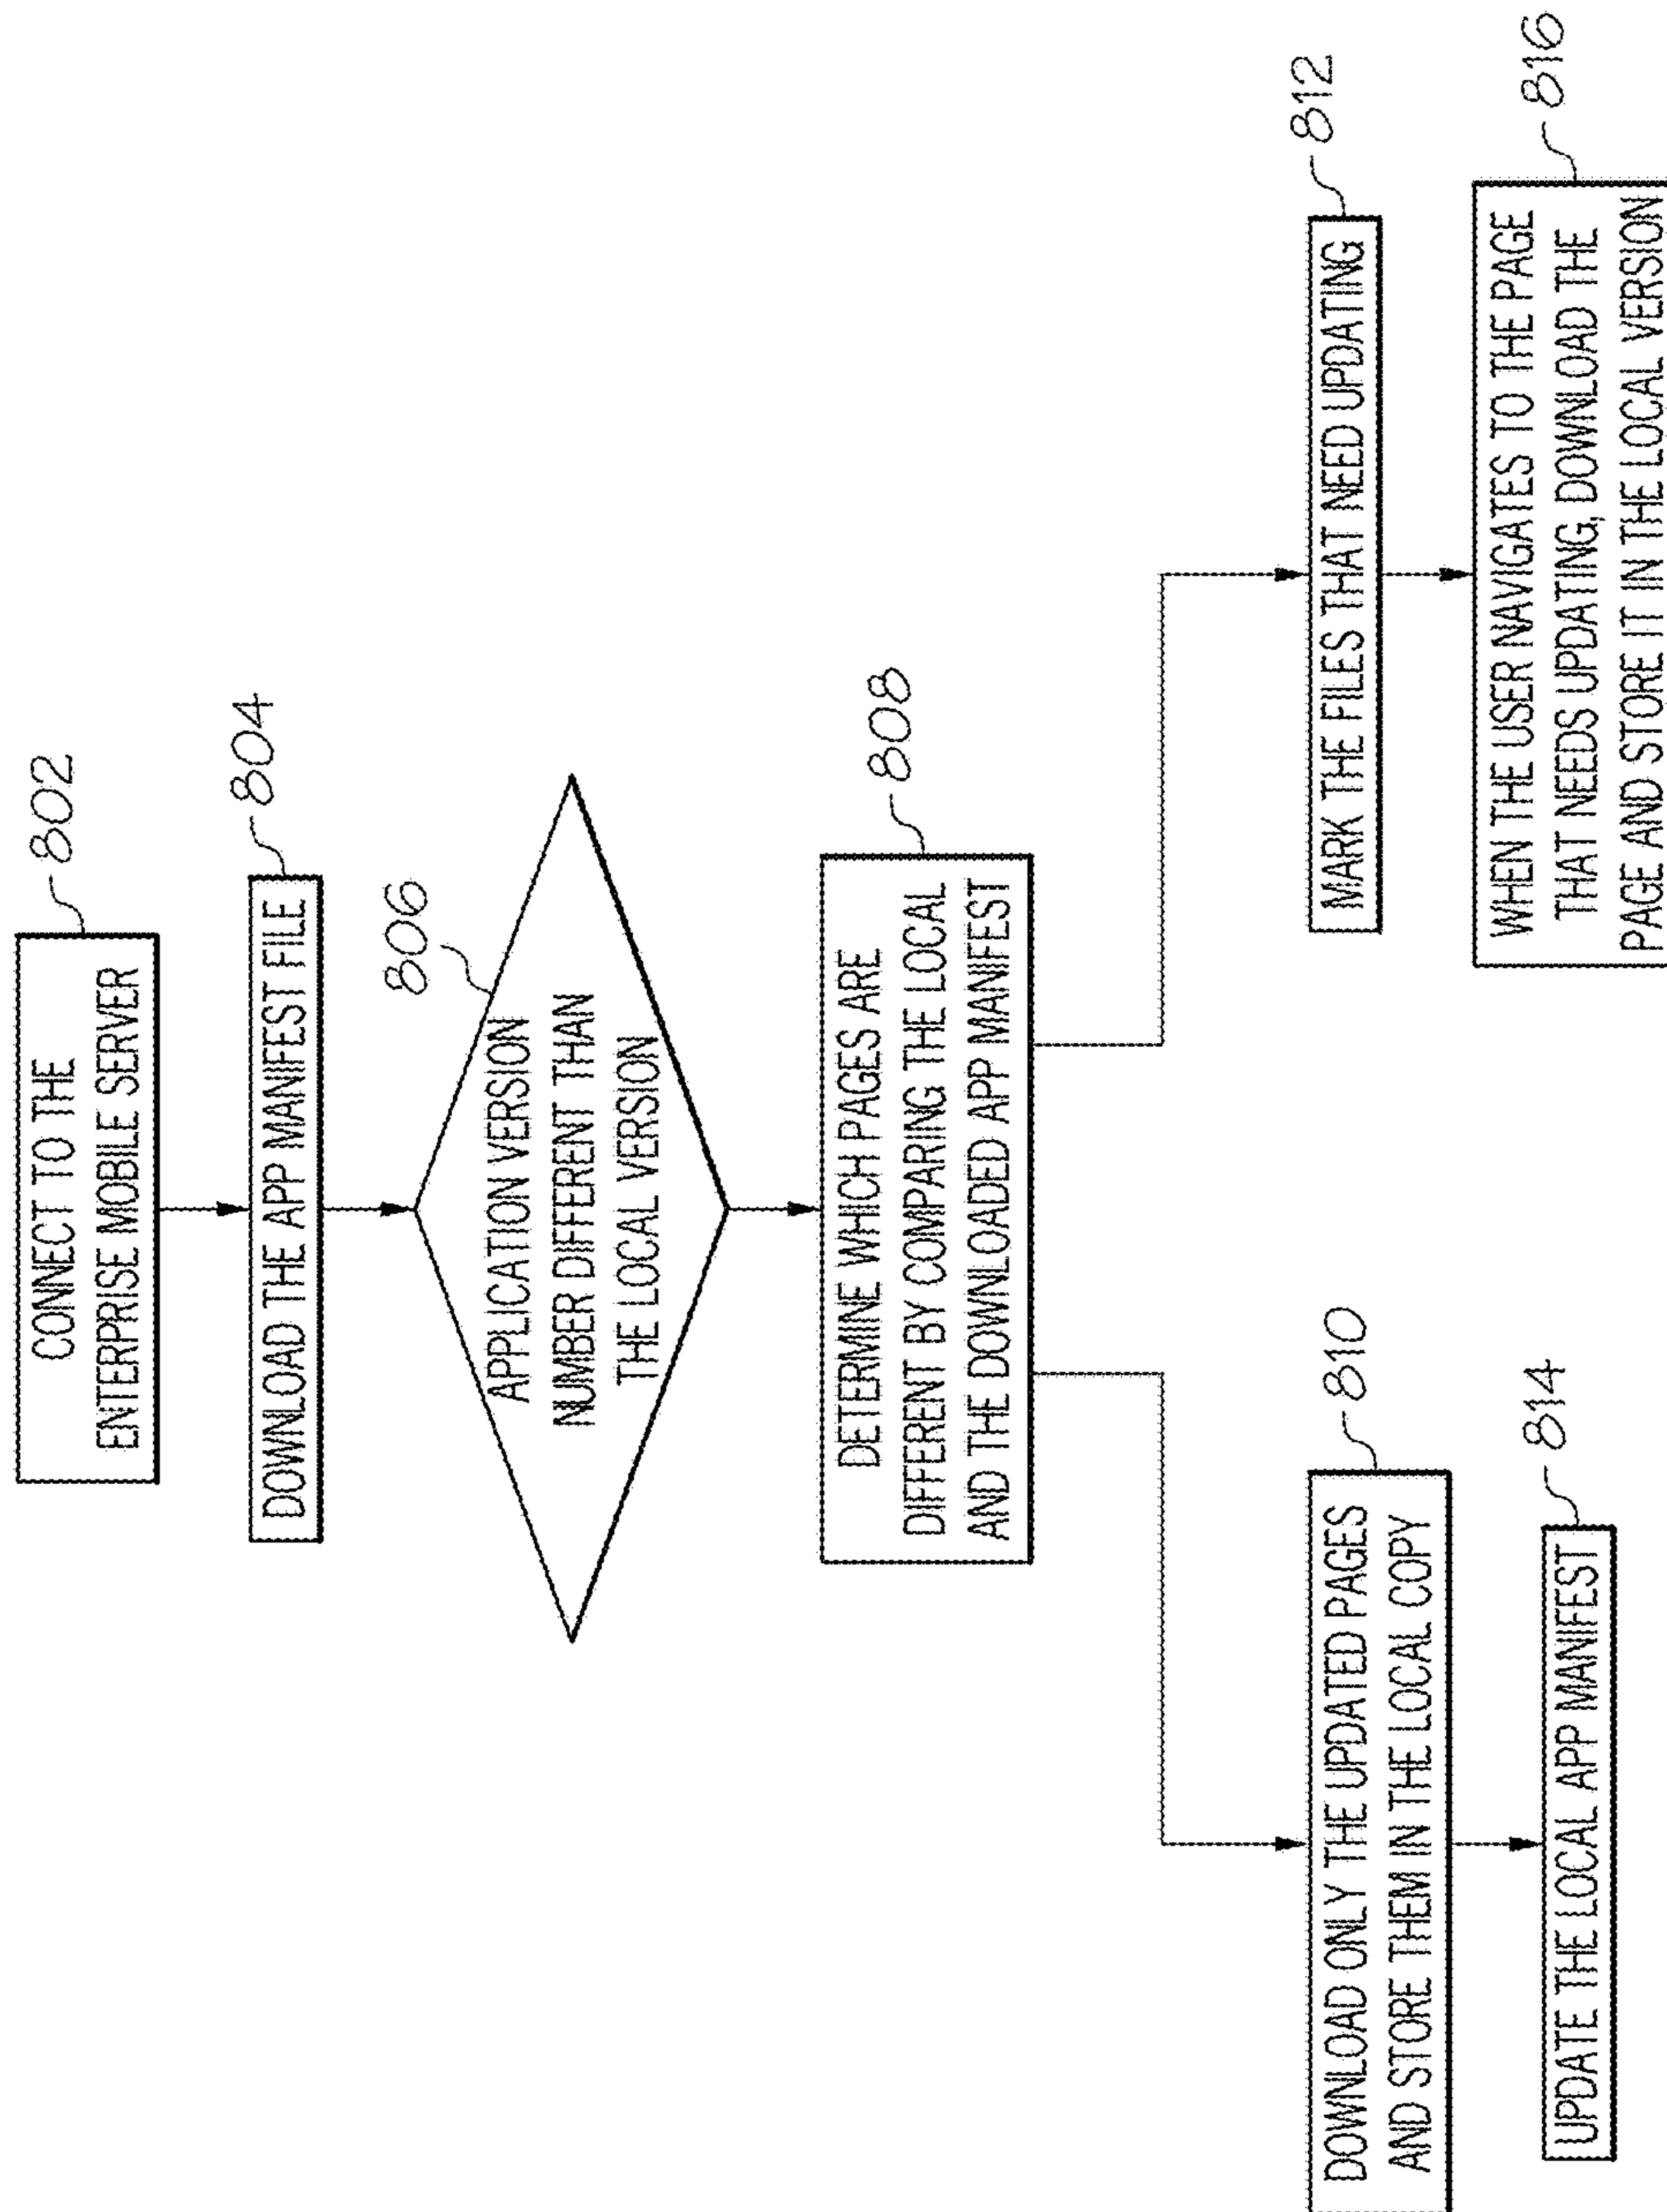 CONNECT TO THE
ENTERPRISE MOBILE SERVER
802
DOWNLOAD THE APP MANIFEST FILE
804
806
APPLICATION VERSION
NUMBER DIFFERENT THAN
THE LOCAL VERSION
DETERMINE WHICH PAGES ARE
DIFFERENT BY COMPARING THE LOCAL
AND THE DOWNLOADED APP MANIFEST
808
DOWNLOAD ONLY THE UPDATED PAGES
AND STORE THEM IN THE LOCAL COPY
810
UPDATE THE LOCAL APP MANIFEST
814
MARK THE FILES THAT NEED UPDATING
812
WHEN THE USER NAVIGATES TO THE PAGE
THAT NEEDS UPDATING, DOWNLOAD THE
PAGE AND STORE IT IN THE LOCAL VERSION
816